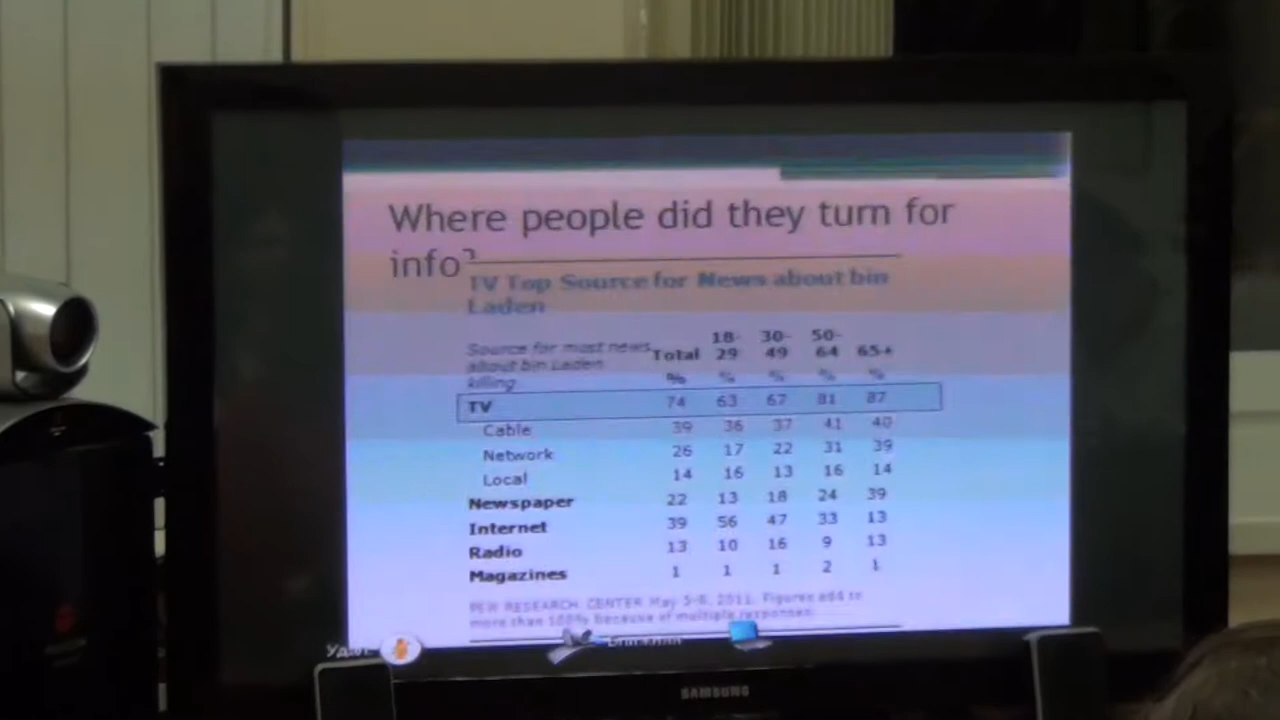 Where people did they turn for
info?
TV Top Source for News about bin
Laden
Source for most news about bin Laden killing Total 18-29 30-49 50-64 65+
% % % % %
TV 74 63 67 81 87
Cable 39 36 37 41 40
Network 26 17 22 31 39
Local 14 16 13 16 14
Newspaper 22 13 18 24 39
Internet 39 56 47 33 13
Radio 13 10 16 9 13
Magazines 1 1 1 2 1
PEW RESEARCH CENTER May 5-8, 2011. Figures add to
more than 100% because of multiple responses.
SAMSUNG